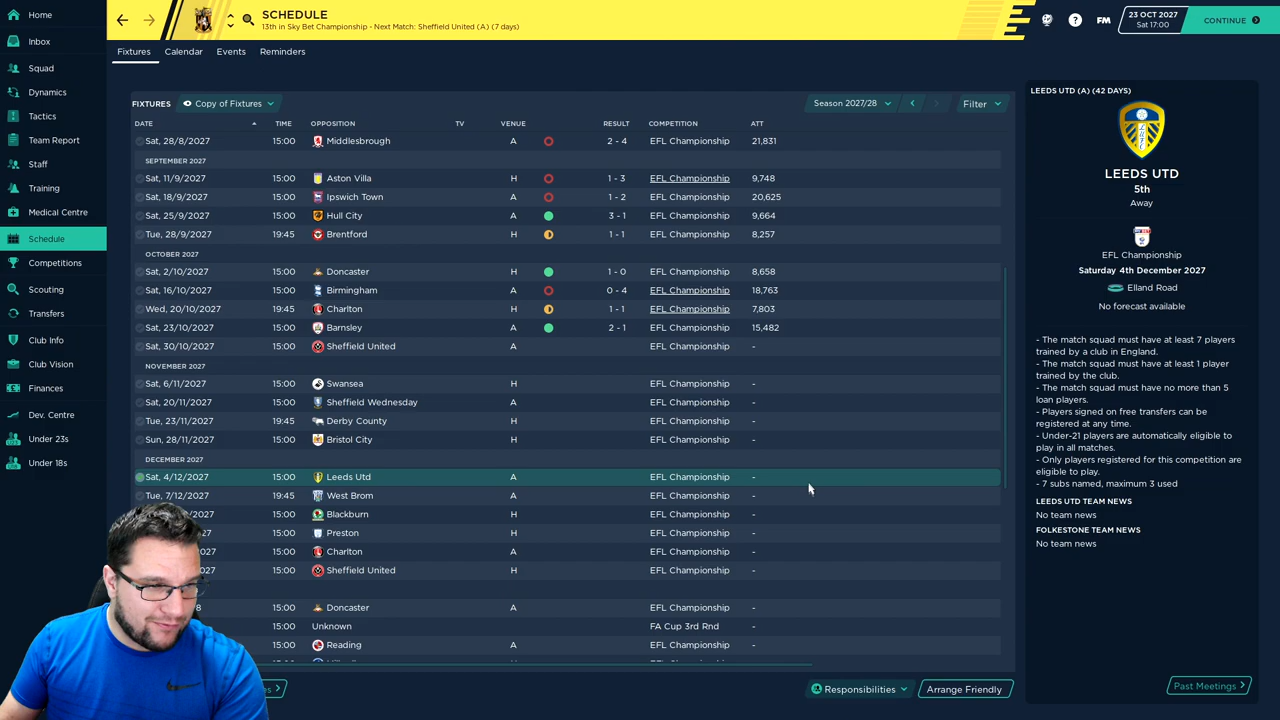 Home
Inbox
Squad
Dynamics
Tactics
Team Report
Staff
Training
Medical Centre
Schedule
Competitions
Scouting
Transfers
Club Info
Club Vision
Finances
Dev. Centre
Under 23s
Under 18s
SCHEDULE
13th in Sky Bet Championship - Next Match: Sheffield United (A) (7 days)
FM
23 OCT 2027
Sat 17:00
CONTINUE
Fixtures Calendar Events Reminders
FIXTURES Copy of Fixtures Season 2027/28 Filter
DATE TIME OPPOSITION TV VENUE RESULT COMPETITION ATT
Sat, 28/8/2027 15:00 Middlesbrough A 2 - 4 EFL Championship 21,831
SEPTEMBER 2027
Sat, 11/9/2027 15:00 Aston Villa H 1 - 3 EFL Championship 9,748
Sat, 18/9/2027 15:00 Ipswich Town A 1 - 2 EFL Championship 20,625
Sat, 25/9/2027 15:00 Hull City A 3 - 1 EFL Championship 9,664
Tue, 28/9/2027 19:45 Brentford H 1 - 1 EFL Championship 8,257
OCTOBER 2027
Sat, 2/10/2027 15:00 Doncaster H 1 - 0 EFL Championship 8,658
Sat, 16/10/2027 15:00 Birmingham A 0 - 4 EFL Championship 18,763
Wed, 20/10/2027 19:45 Charlton H 1 - 1 EFL Championship 7,803
Sat, 23/10/2027 15:00 Barnsley A 2 - 1 EFL Championship 15,482
Sat, 30/10/2027 15:00 Sheffield United A EFL Championship
NOVEMBER 2027
Sat, 6/11/2027 15:00 Swansea H EFL Championship -
Sat, 20/11/2027 15:00 Sheffield Wednesday A EFL Championship -
Tue, 23/11/2027 19:45 Derby County H EFL Championship -
Sun, 28/11/2027 15:00 Bristol City H EFL Championship -
DECEMBER 2027
Sat, 4/12/2027 15:00 Leeds Utd A EFL Championship -
Tue, 7/12/2027 19:45 West Brom A EFL Championship -
15:00 Blackburn H EFL Championship -
15:00 Preston H EFL Championship -
15:00 Charlton A EFL Championship -
15:00 Sheffield United H EFL Championship -
15:00 Doncaster A EFL Championship -
15:00 Unknown FA Cup 3rd Rnd -
15:00 Reading A EFL Championship -
Responsibilities Arrange Friendly
LEEDS UTD (A) (42 DAYS)
LEEDS UTD
5th
Away
EFL Championship
Saturday 4th December 2027
Elland Road
No forecast available
- The match squad must have at least 7 players
trained by a club in England.
- The match squad must have at least 1 player
trained by the club.
- The match squad must have no more than 5
loan players.
- Players signed on free transfers can be
registered at any time.
- Under-21 players are automatically eligible to
play in all matches.
- Only players registered for this competition are
eligible to play.
- 7 subs named, maximum 3 used
LEEDS UTD TEAM NEWS
No team news
FOLKESTONE TEAM NEWS
No team news
Past Meetings